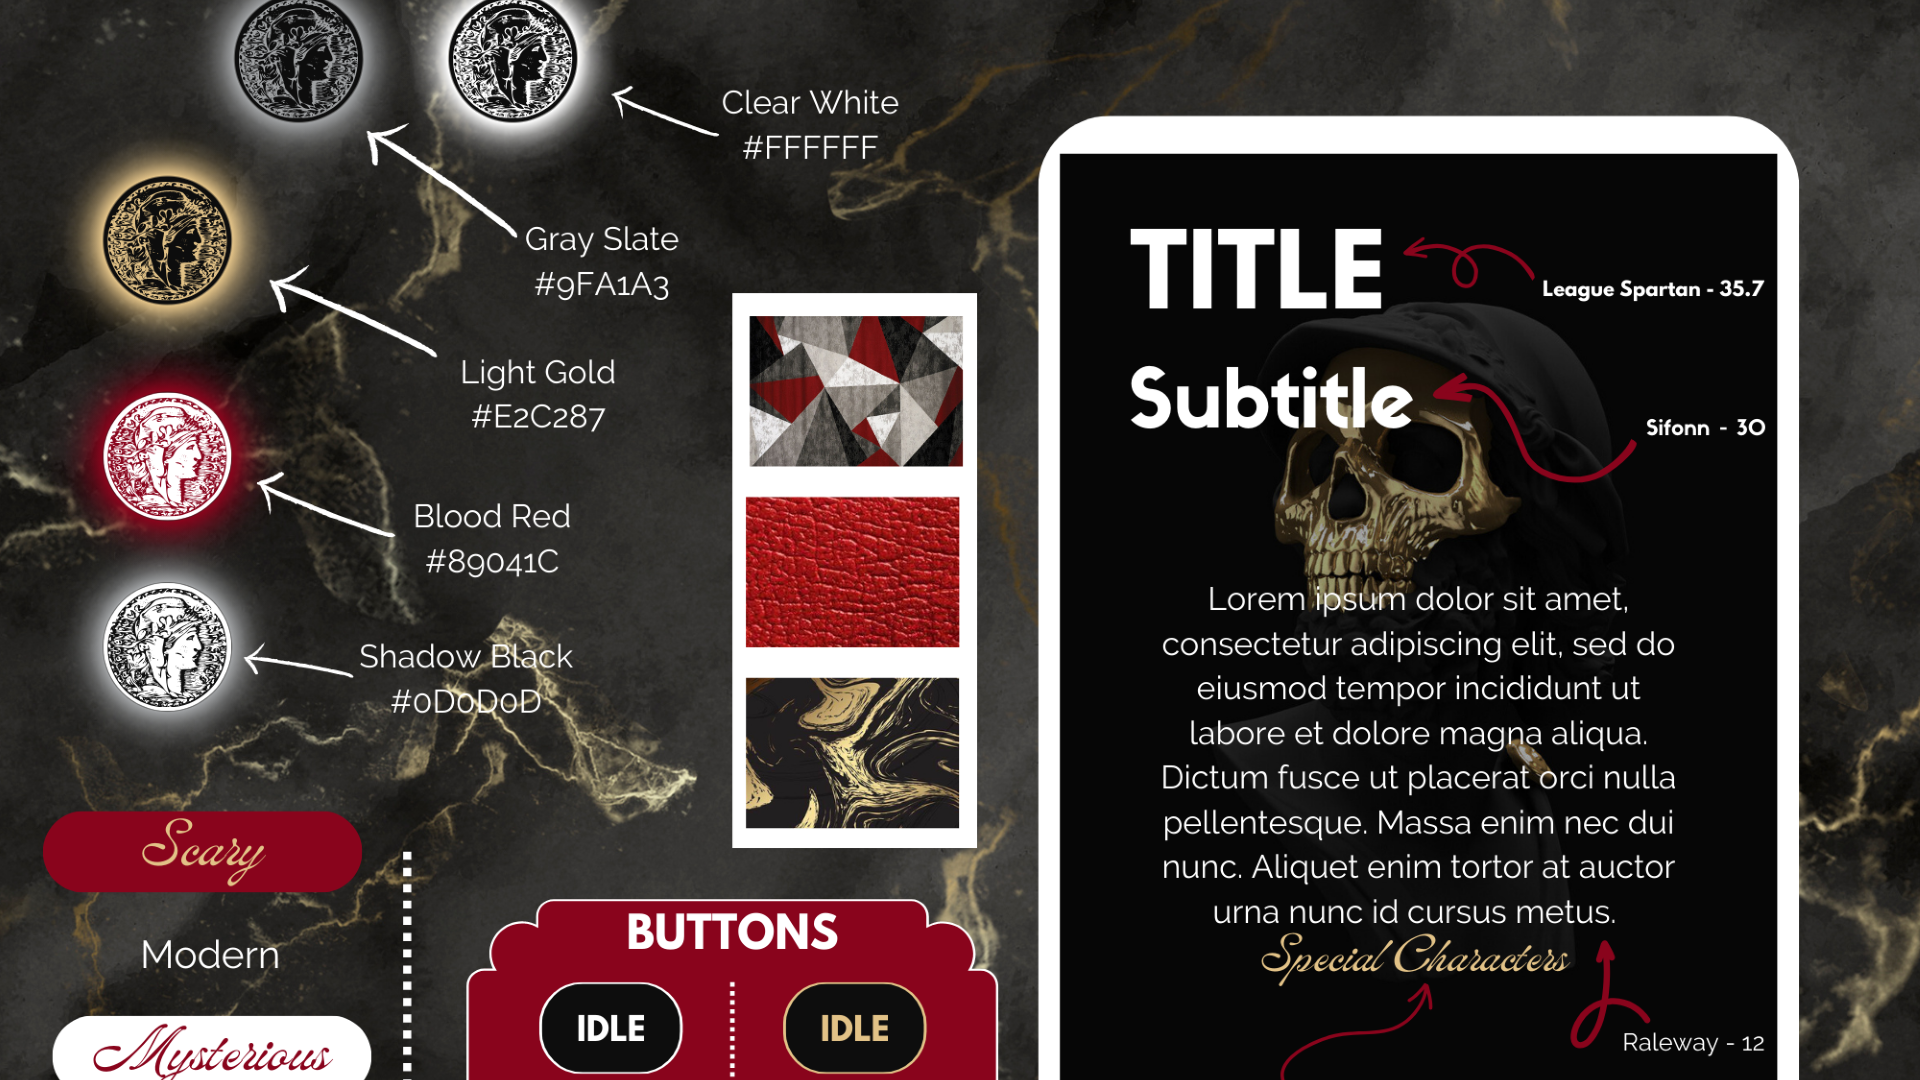 Clear White
#FFFFFF
Gray Slate
#9FA1A3
Light Gold
#E2C287
Blood Red
#89041C
Shadow Black
#0D0D0D
Scary
Modern
Mysterious
BUTTONS
IDLE
IDLE
TITLE
League Spartan - 35.7
Subtitle
Sifonn - 30
Lorem ipsum dolor sit amet,
consectetur adipiscing elit, sed do
eiusmod tempor incididunt ut
labore et dolore magna aliqua.
Dictum fusce ut placerat orci nulla
pellentesque. Massa enim nec dui
nunc. Aliquet enim tortor at auctor
urna nunc id cursus metus.
Special Characters
Raleway - 12